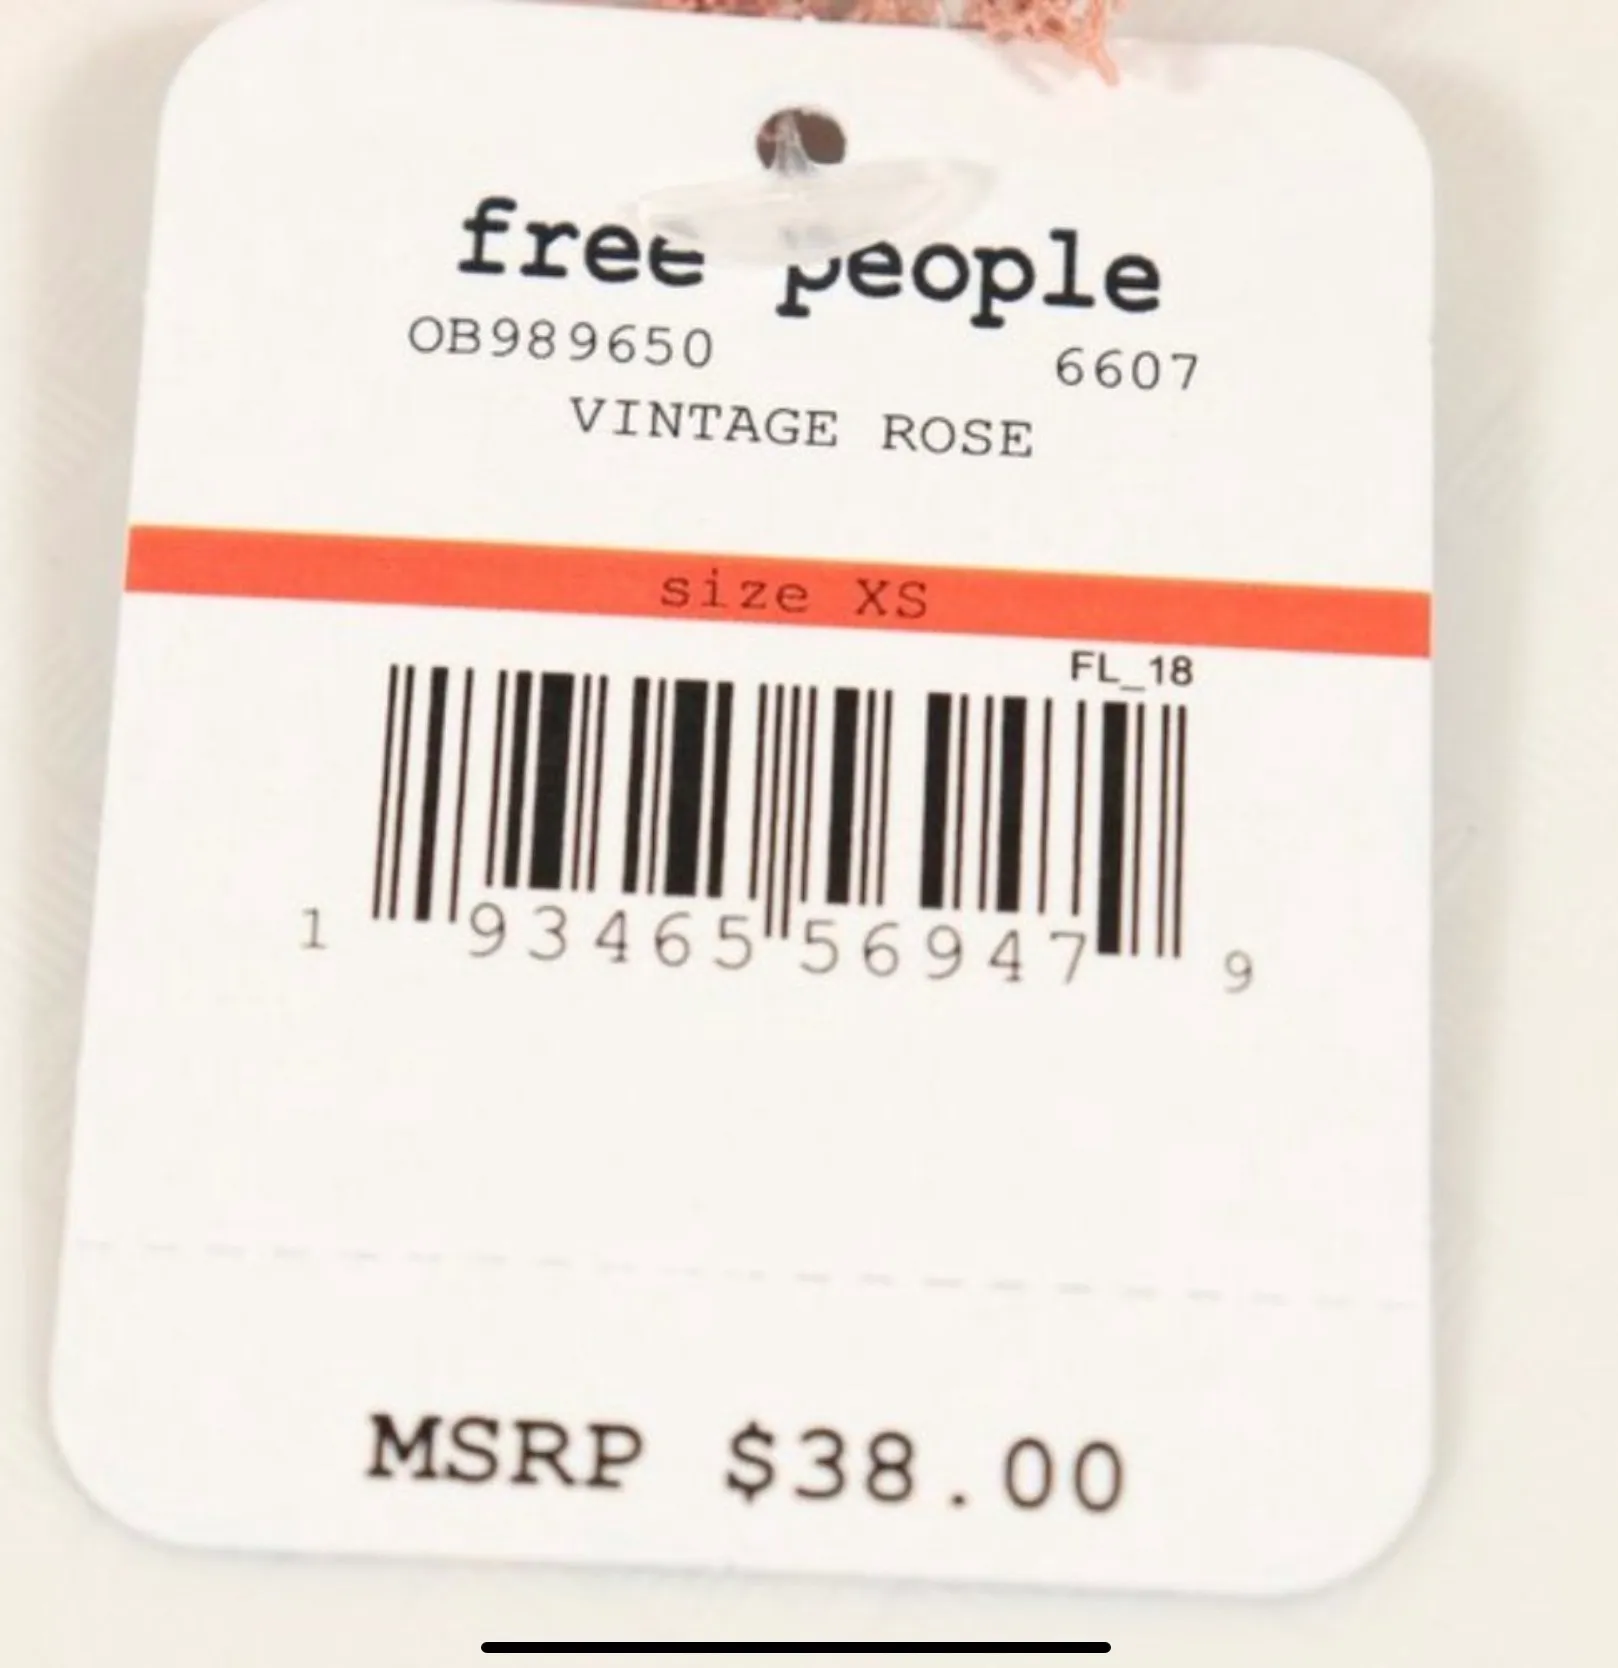 free people
OB989650 6607
VINTAGE ROSE
size XS
FL_18
1 93465 56947 9
MSRP $38.00